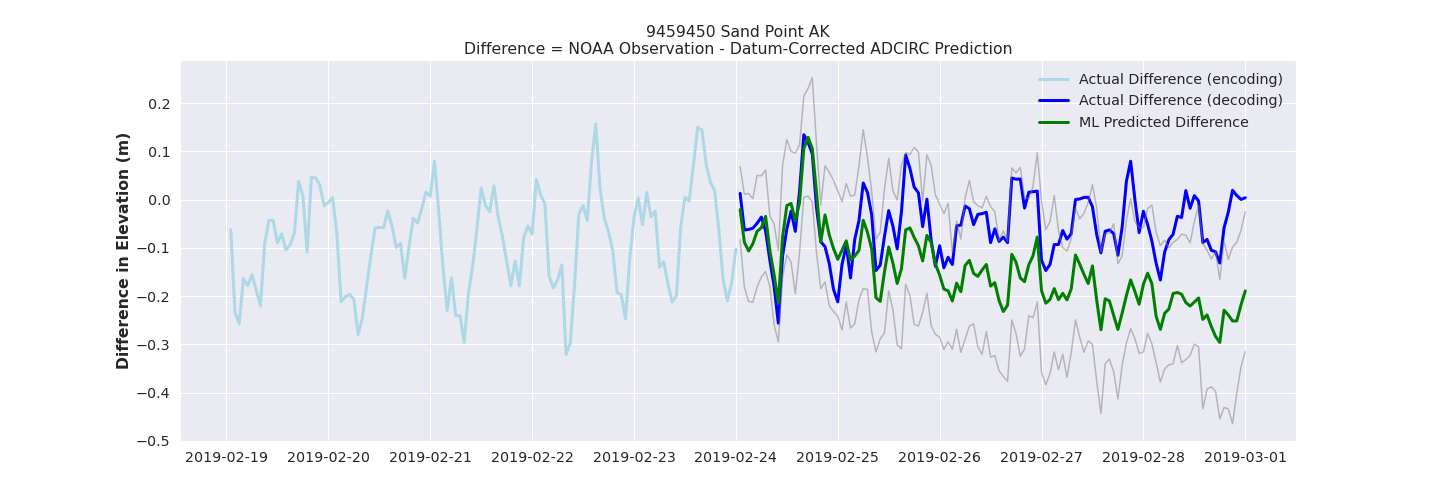 9459450 Sand Point AK
Difference = NOAA Observation - Datum-Corrected ADCIRC Prediction
Actual Difference (encoding)
Actual Difference (decoding)
ML Predicted Difference
Difference in Elevation (m)
0.2
0.1
0.0
−0.1
−0.2
−0.3
−0.4
−0.5
2019-02-19 2019-02-20 2019-02-21 2019-02-22 2019-02-23 2019-02-24 2019-02-25 2019-02-26 2019-02-27 2019-02-28 2019-03-01